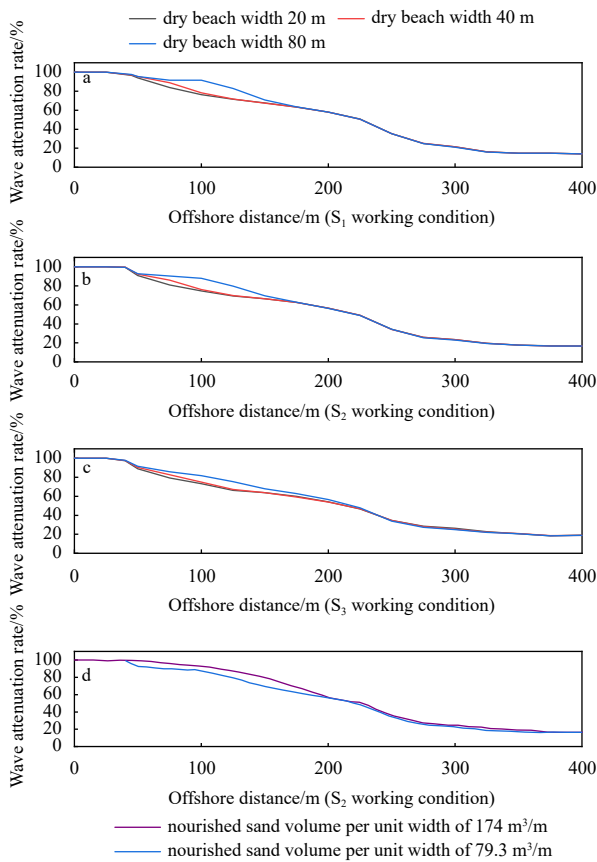 dry beach width 20 m dry beach width 40 m
dry beach width 80 m
Wave attenuation rate/%
100
80
60
40
20
0
a
0 100 200 300 400
Offshore distance/m (S₁ working condition)
Wave attenuation rate/%
100
80
60
40
20
0
b
0 100 200 300 400
Offshore distance/m (S₂ working condition)
Wave attenuation rate/%
100
80
60
40
20
0
c
0 100 200 300 400
Offshore distance/m (S₃ working condition)
Wave attenuation rate/%
100
80
60
40
20
0
d
0 100 200 300 400
Offshore distance/m (S₂ working condition)
nourished sand volume per unit width of 174 m³/m
nourished sand volume per unit width of 79.3 m³/m